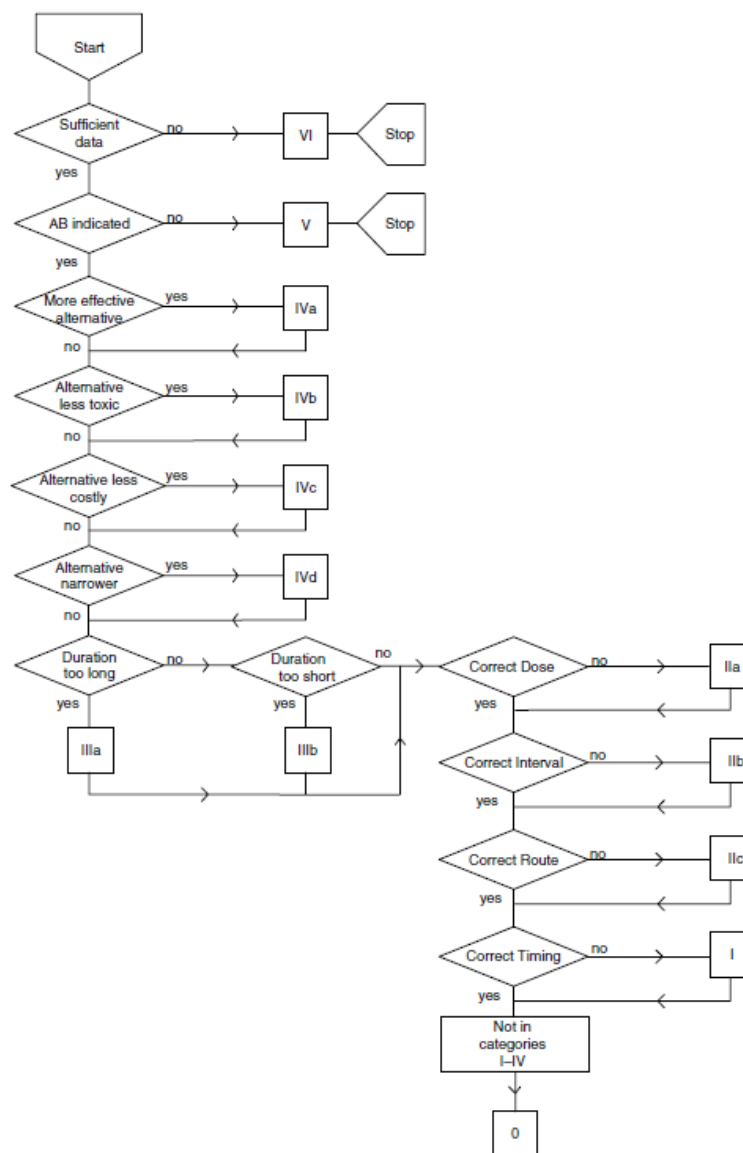 Start
Sufficient
data
no
VI
Stop
yes
AB indicated
no
V
Stop
yes
More effective
alternative
yes
IVa
no
Alternative
less toxic
yes
IVb
no
Alternative less
costly
yes
IVc
no
Alternative
narrower
yes
IVd
no
Duration
too long
no
Duration
too short
no
Correct Dose
no
IIa
yes
yes
yes
IIIa
IIIb
Correct Interval
no
IIb
yes
Correct Route
no
IIc
yes
Correct Timing
no
I
yes
Not in
categories
I–IV
0